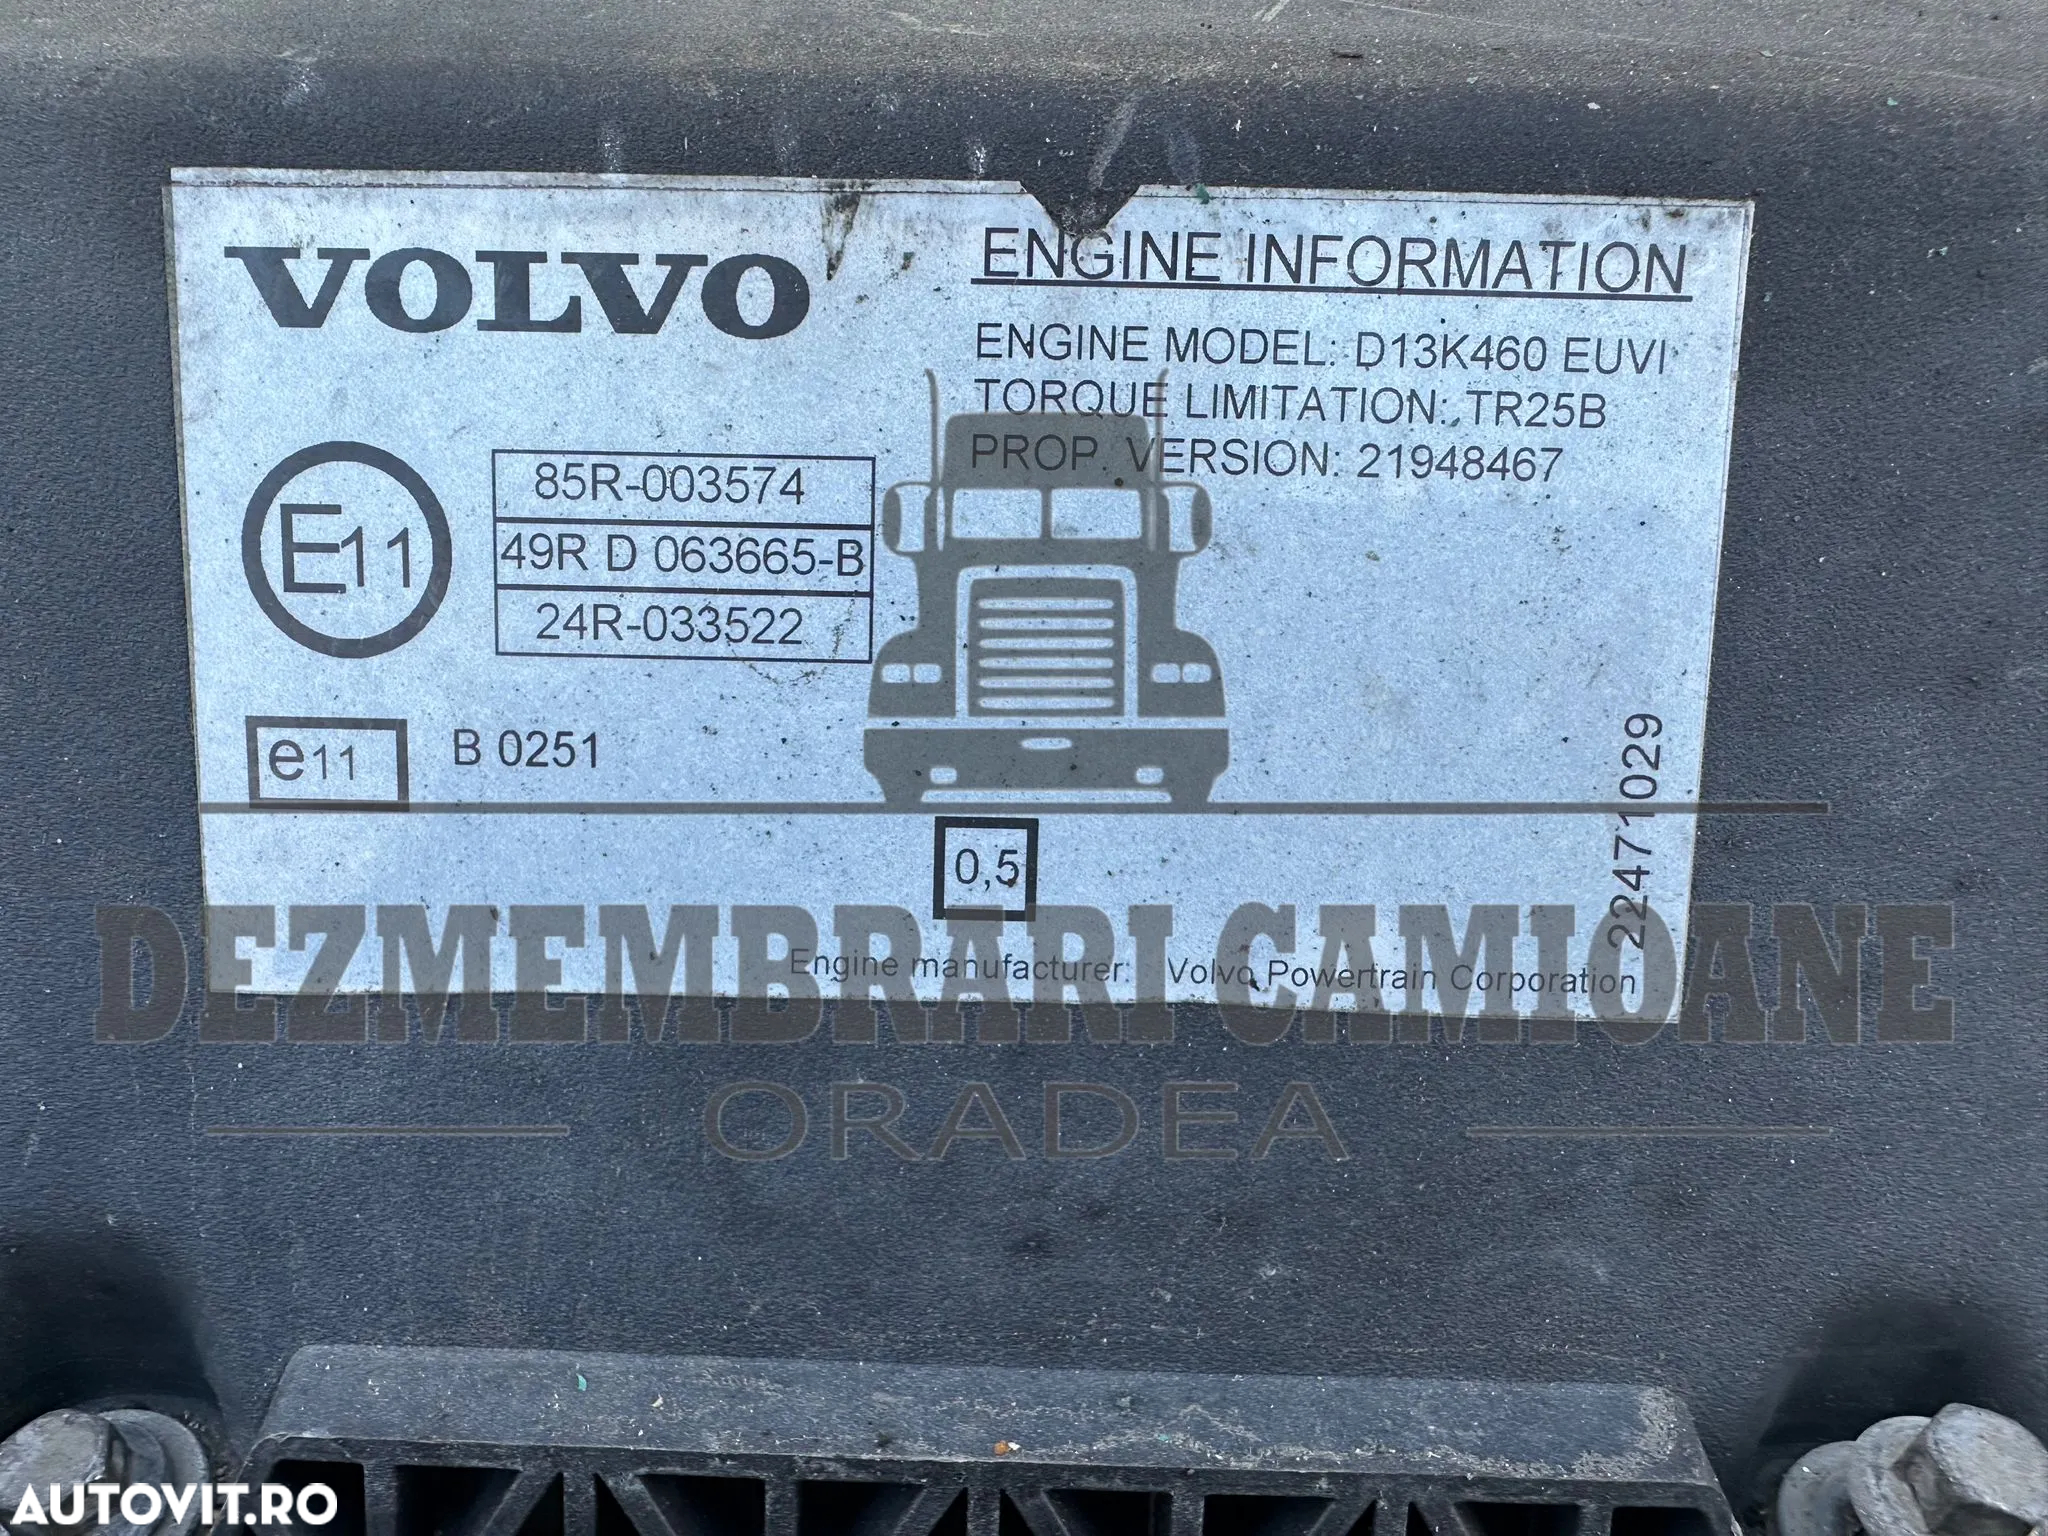 VOLVO
ENGINE INFORMATION
ENGINE MODEL: D13K460 EUVI
TORQUE LIMITATION: TR25B
PROP. VERSION: 21948467
E11
85R-003574
49R D 063665-B
24R-033522
e11
B 0251
0,5
22471029
Engine manufacturer: Volvo Powertrain Corporation
DEZMEMBRARI CAMIOANE
ORADEA
AUTOVIT.RO